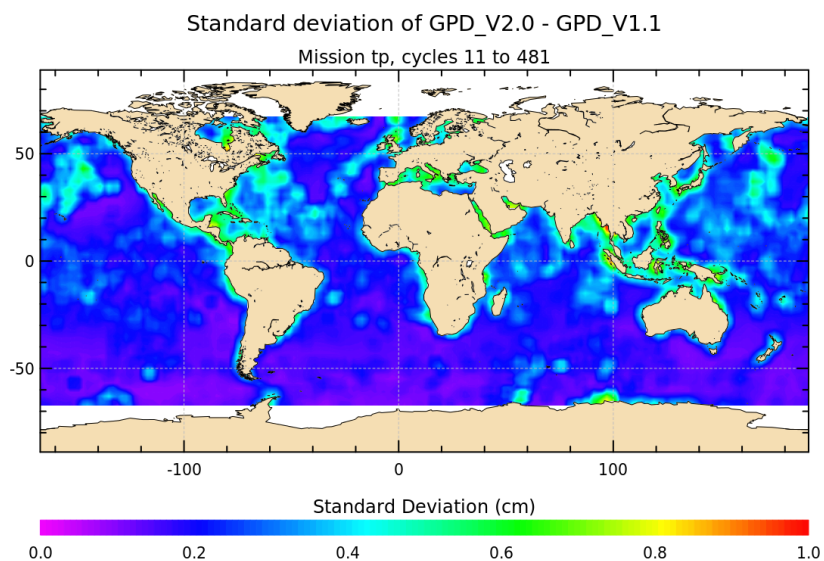 Standard deviation of GPD_V2.0 - GPD_V1.1
Mission tp, cycles 11 to 481
50
0
-50
-100 0 100
Standard Deviation (cm)
0.0 0.2 0.4 0.6 0.8 1.0